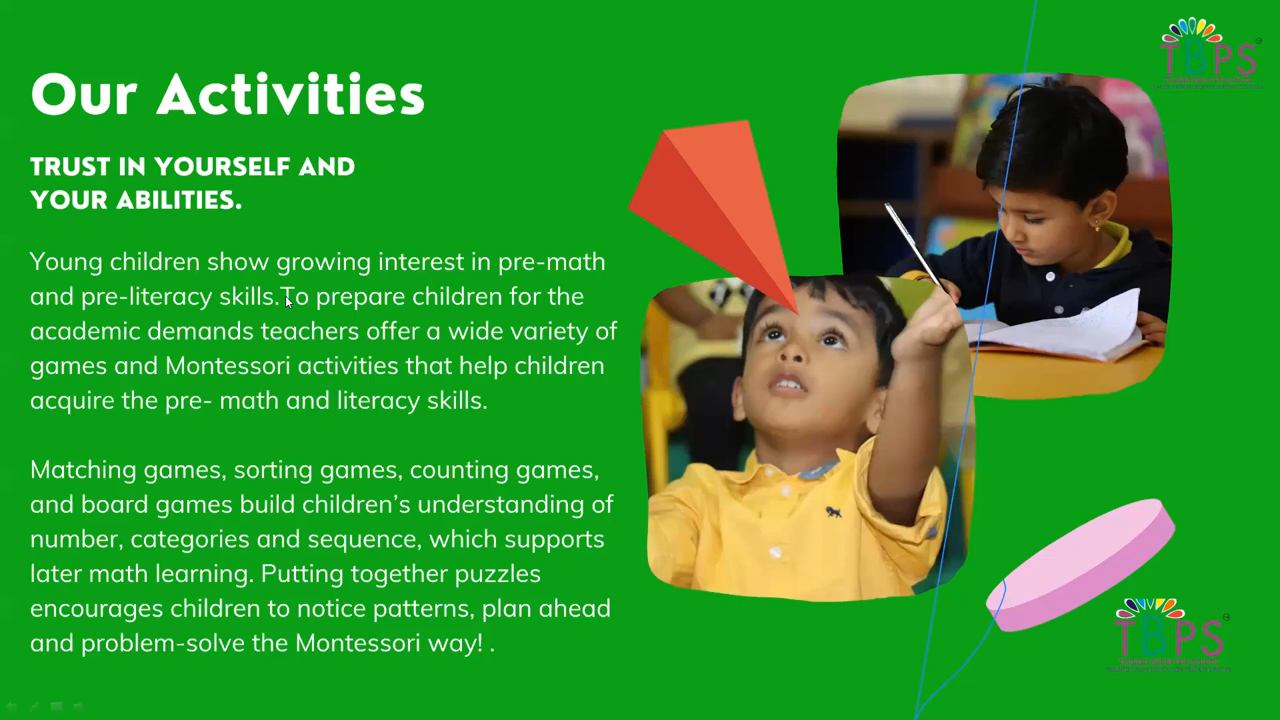 Our Activities
TRUST IN YOURSELF AND
YOUR ABILITIES.
Young children show growing interest in pre-math
and pre-literacy skills.To prepare children for the
academic demands teachers offer a wide variety of
games and Montessori activities that help children
acquire the pre- math and literacy skills.
Matching games, sorting games, counting games,
and board games build children’s understanding of
number, categories and sequence, which supports
later math learning. Putting together puzzles
encourages children to notice patterns, plan ahead
and problem-solve the Montessori way! .
TBPS
TBPS